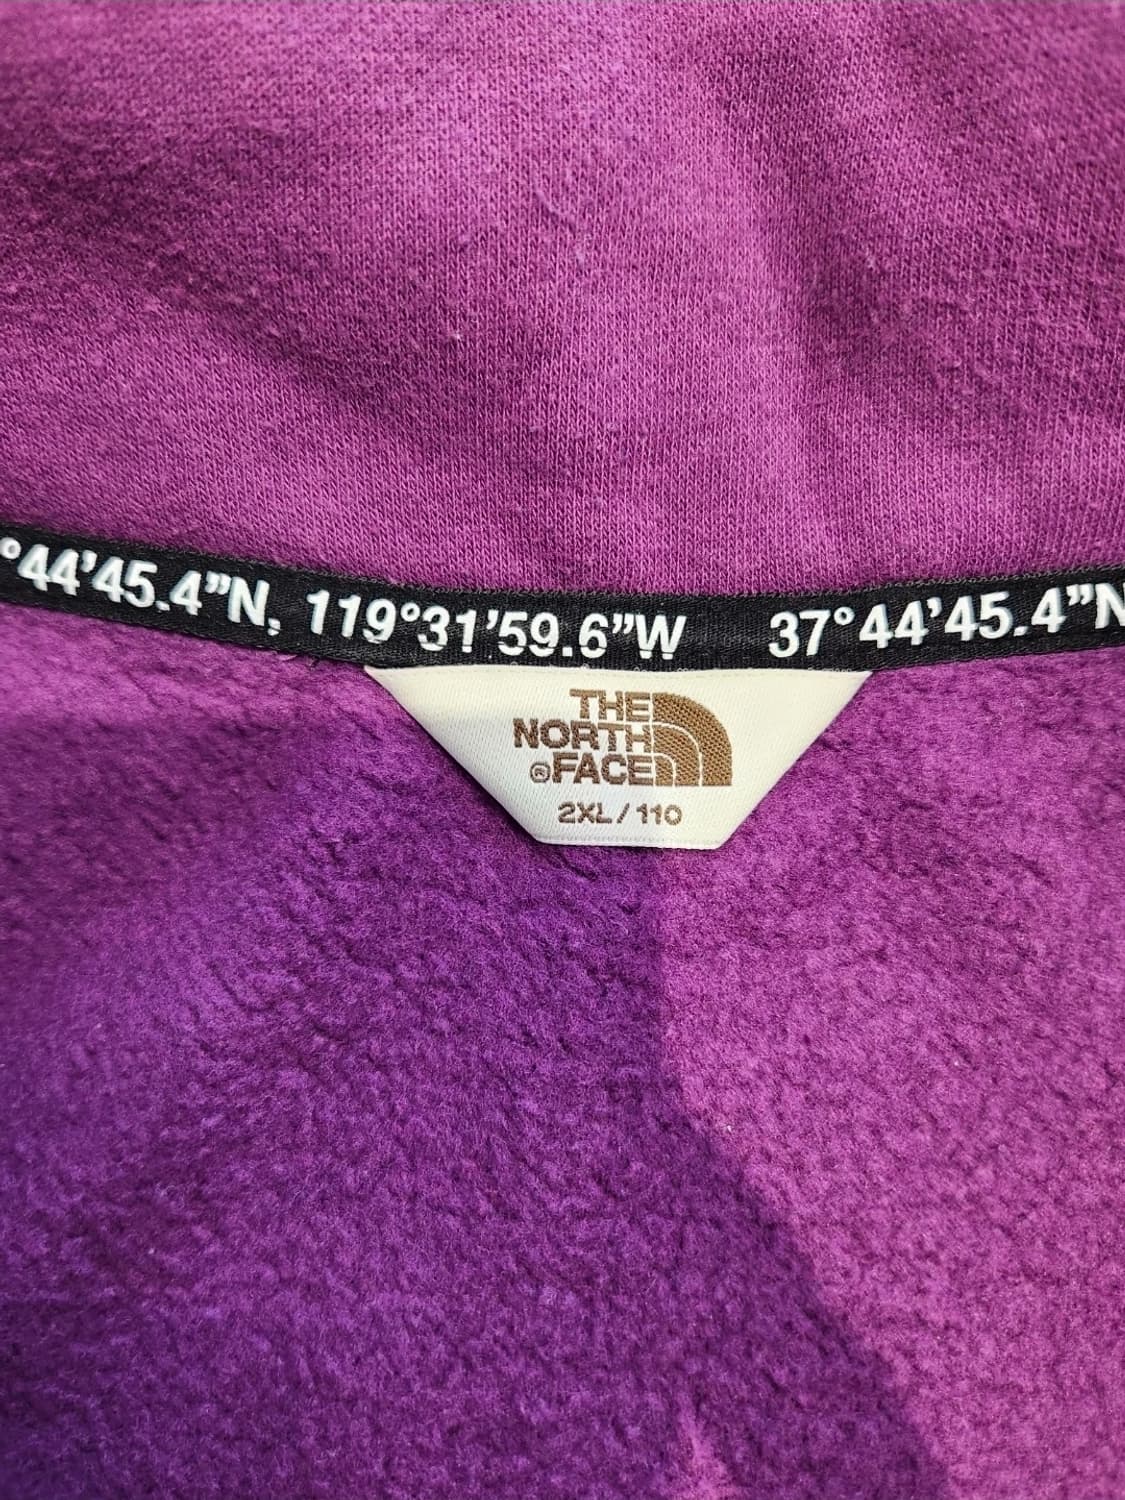 °44'45.4"N, 119°31'59.6"W 37°44'45.4"N
THE
NORTH
®FACE
2XL / 110